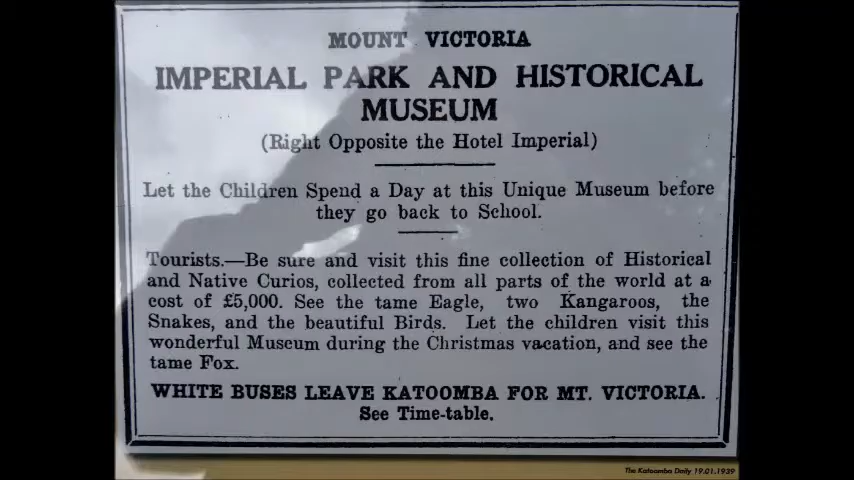 MOUNT VICTORIA
IMPERIAL PARK AND HISTORICAL
MUSEUM
(Right Opposite the Hotel Imperial)
Let the Children Spend a Day at this Unique Museum before
they go back to School.
Tourists.—Be sure and visit this fine collection of Historical
and Native Curios, collected from all parts of the world at a
cost of £5,000. See the tame Eagle, two Kangaroos, the
Snakes, and the beautiful Birds. Let the children visit this
wonderful Museum during the Christmas vacation, and see the
tame Fox.
WHITE BUSES LEAVE KATOOMBA FOR MT. VICTORIA.
See Time-table.
The Katoomba Daily 19.01.1939